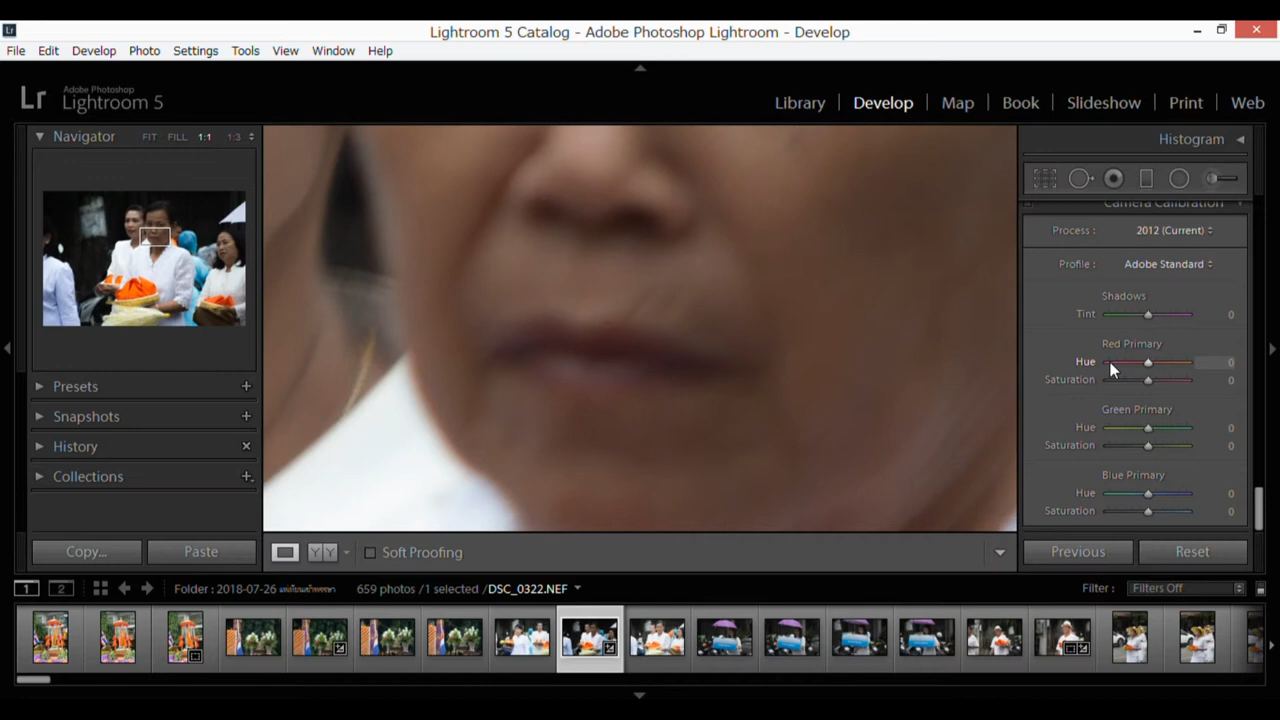 Lr
Lightroom 5 Catalog - Adobe Photoshop Lightroom - Develop
File Edit Develop Photo Settings Tools View Window Help
Lr Adobe Photoshop
Lightroom 5
Library Develop Map Book Slideshow Print Web
Navigator FIT FILL 1:1 1:3
Histogram
Camera Calibration
Process : 2012 (Current)
Profile : Adobe Standard
Shadows
Tint 0
Red Primary
Hue 0
Saturation 0
Green Primary
Hue 0
Saturation 0
Blue Primary
Hue 0
Saturation 0
Presets
Snapshots
History
Collections
Copy... Paste
YY Soft Proofing
Previous Reset
1 2 Folder : 2018-07-26 659 photos /1 selected /DSC_0322.NEF Filter : Filters Off